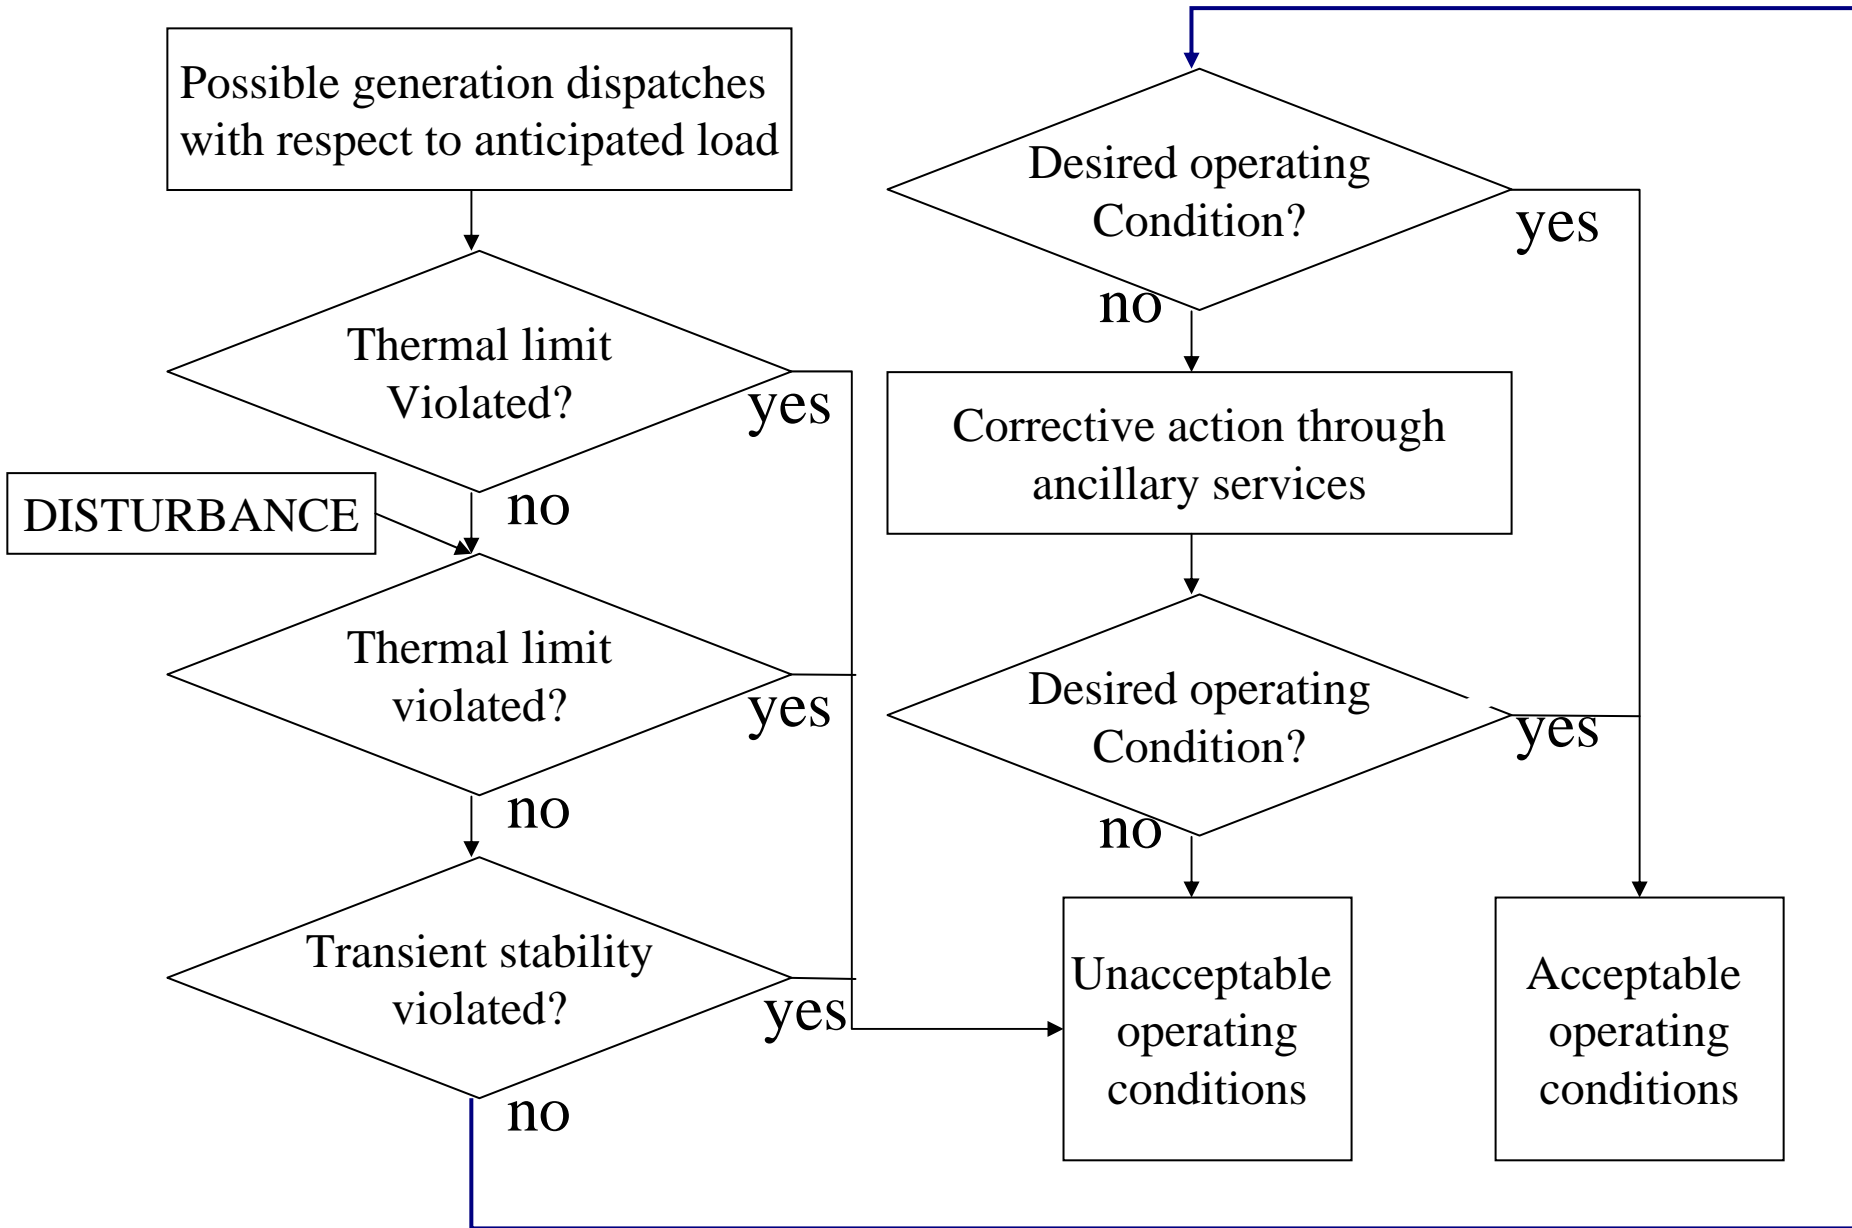 Possible generation dispatches
with respect to anticipated load
Thermal limit
Violated?
yes
no
DISTURBANCE
Thermal limit
violated?
yes
no
Transient stability
violated?
yes
no
Desired operating
Condition?
yes
no
Corrective action through
ancillary services
Desired operating
Condition?
yes
no
Unacceptable
operating
conditions
Acceptable
operating
conditions